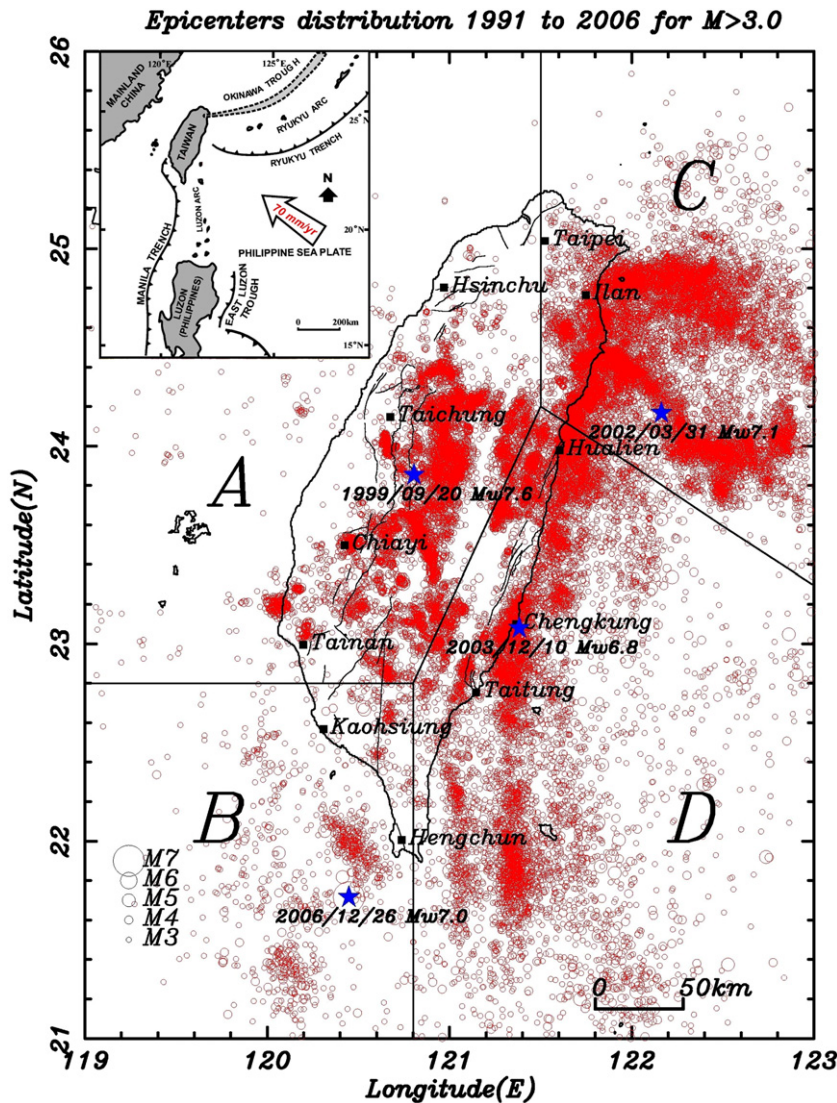 Epicenters distribution 1991 to 2006 for M>3.0
26
25
24
23
22
21
Latitude(N)
119
120
121
122
123
Longitude(E)
120°E
125°E
MAINLAND
CHINA
OKINAWA TROUGH
TAIWAN
RYUKYU ARC
25°N
RYUKYU TRENCH
N
LUZON ARC
70 mm/yr
20°N
MANILA TRENCH
PHILIPPINE SEA PLATE
LUZON
(PHILIPPINES)
EAST LUZON
TROUGH
0 200km
15°N
C
Taipei
Hsinchu
Ilan
Taichung
2002/03/31 Mw7.1
Hualien
A
1999/09/20 Mw7.6
Chiayi
Chengkung
Tainan
2003/12/10 Mw6.8
Taitung
Kaohsiung
B
D
Hengchun
M7
M6
M5
M4
M3
2006/12/26 Mw7.0
0 50km